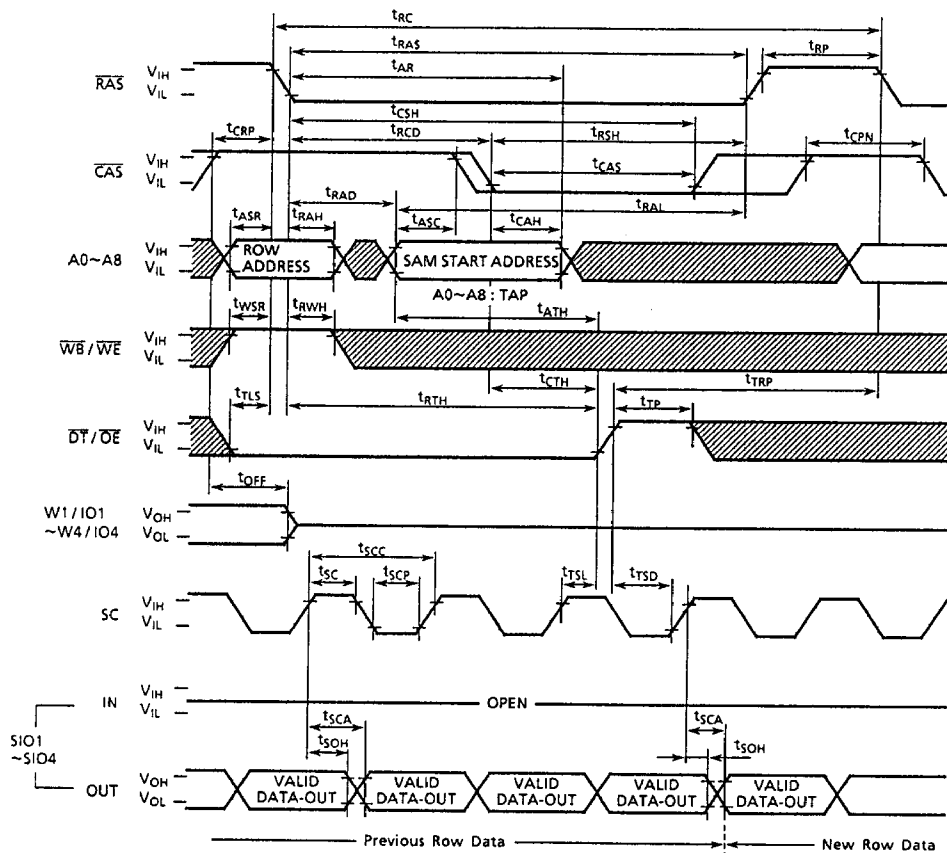 tRC
tRAS
tRP
tAR
RAS
VIH
VIL
tCSH
tCRP
tRCD
tRSH
tCPN
CAS
VIH
VIL
tCAS
tRAD
tRAL
tASR
tRAH
tASC
tCAH
A0~A8
VIH
VIL
ROW
ADDRESS
SAM START ADDRESS
A0~A8 : TAP
tWSR
tRWH
tATH
WB / WE
VIH
VIL
tCTH
tTRP
tTLS
tRTH
tTP
DT / OE
VIH
VIL
tOFF
W1 / IO1
~W4 / IO4
VOH
VOL
tSCC
tSC
tSCP
tTSL
tTSD
SC
VIH
VIL
IN
VIH
VIL
OPEN
SIO1
~SIO4
tSCA
tSCA
tSOH
tSOH
OUT
VOH
VOL
VALID
DATA-OUT
VALID
DATA-OUT
VALID
DATA-OUT
VALID
DATA-OUT
VALID
DATA-OUT
Previous Row Data
New Row Data